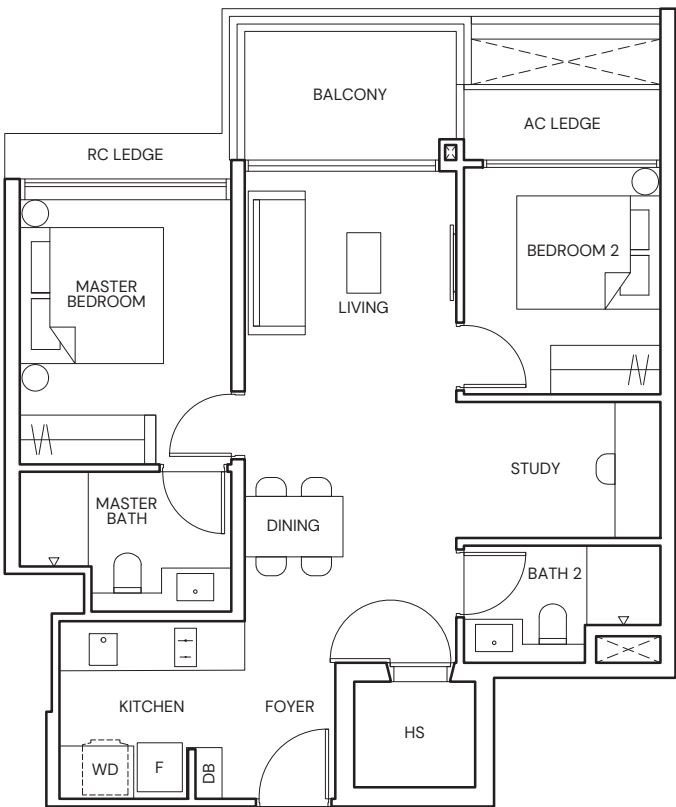 BALCONY
AC LEDGE
RC LEDGE
BEDROOM 2
MASTER
BEDROOM
LIVING
STUDY
MASTER
BATH
DINING
BATH 2
KITCHEN
FOYER
HS
WD
F
DB